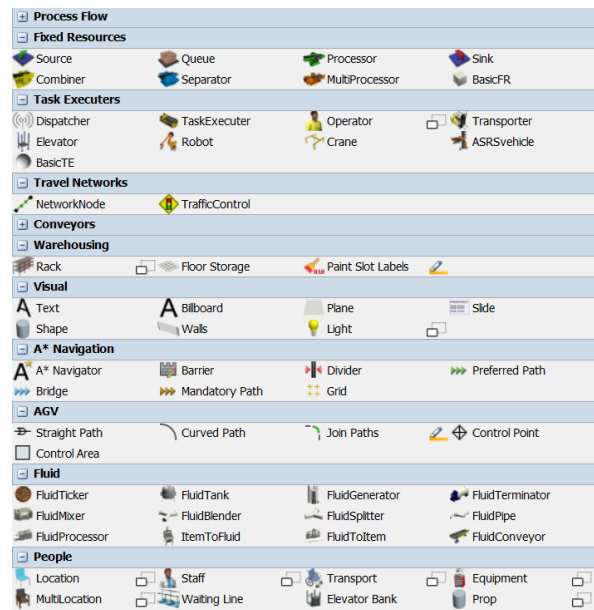 Process Flow
Fixed Resources
Source Queue Processor Sink
Combiner Separator MultiProcessor BasicFR
Task Executers
Dispatcher TaskExecuter Operator Transporter
Elevator Robot Crane ASRSvehicle
BasicTE
Travel Networks
NetworkNode TrafficControl
Conveyors
Warehousing
Rack Floor Storage Paint Slot Labels
Visual
Text Billboard Plane Slide
Shape Walls Light
A* Navigation
A* Navigator Barrier Divider Preferred Path
Bridge Mandatory Path Grid
AGV
Straight Path Curved Path Join Paths Control Point
Control Area
Fluid
FluidTicker FluidTank FluidGenerator FluidTerminator
FluidMixer FluidBlender FluidSplitter FluidPipe
FluidProcessor ItemToFluid FluidToItem FluidConveyor
People
Location Staff Transport Equipment
MultiLocation Waiting Line Elevator Bank Prop